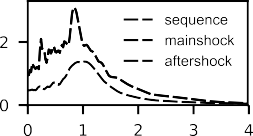 sequence
2
mainshock
aftershock
0
0 1 2 3 4